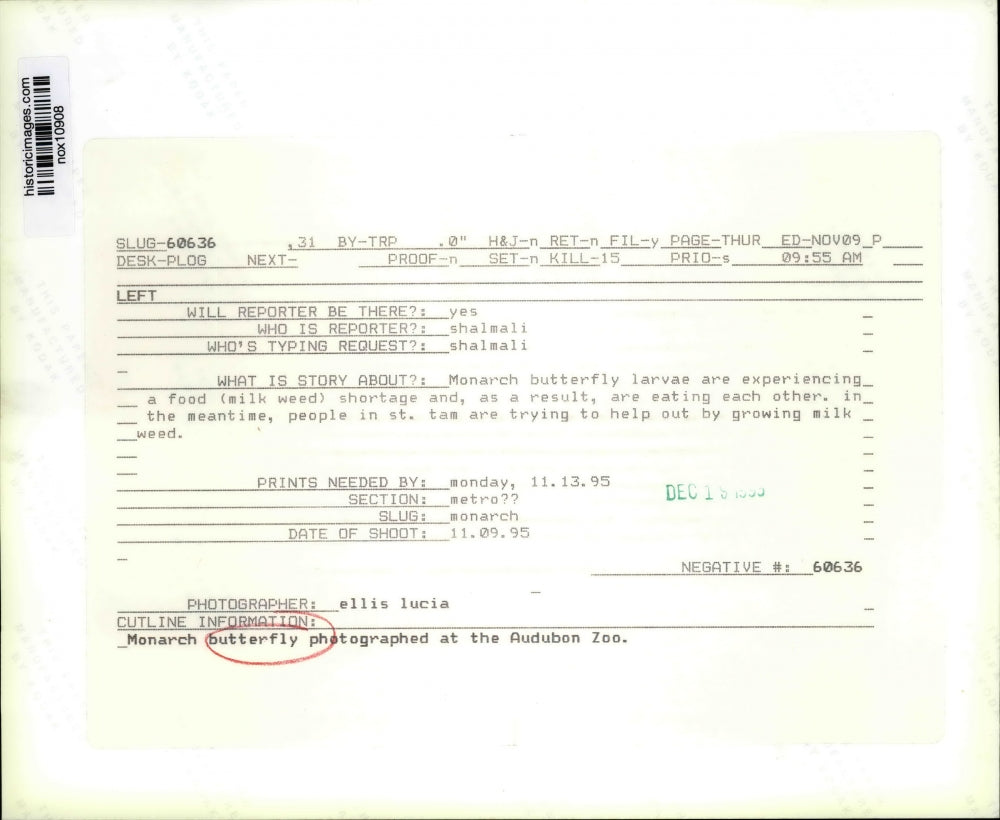 historicimages.com
nox10908
SLUG-60636 ,31 BY-TRP .0" H&J-n RET-n FIL-y PAGE-THUR ED-NOV09 P
DESK-PLOG NEXT- PROOF-n SET-n KILL-15 PRIO-s 09:55 AM
LEFT
WILL REPORTER BE THERE?: yes
WHO IS REPORTER?: shalmali
WHO'S TYPING REQUEST?: shalmali
WHAT IS STORY ABOUT?: Monarch butterfly larvae are experiencing
a food (milk weed) shortage and, as a result, are eating each other. in
the meantime, people in st. tam are trying to help out by growing milk
weed.
PRINTS NEEDED BY: monday, 11.13.95
SECTION: metro??
DEC 1
SLUG: monarch
DATE OF SHOOT: 11.09.95
NEGATIVE #: 60636
PHOTOGRAPHER: ellis lucia
CUTLINE INFORMATION:
Monarch butterfly photographed at the Audubon Zoo.